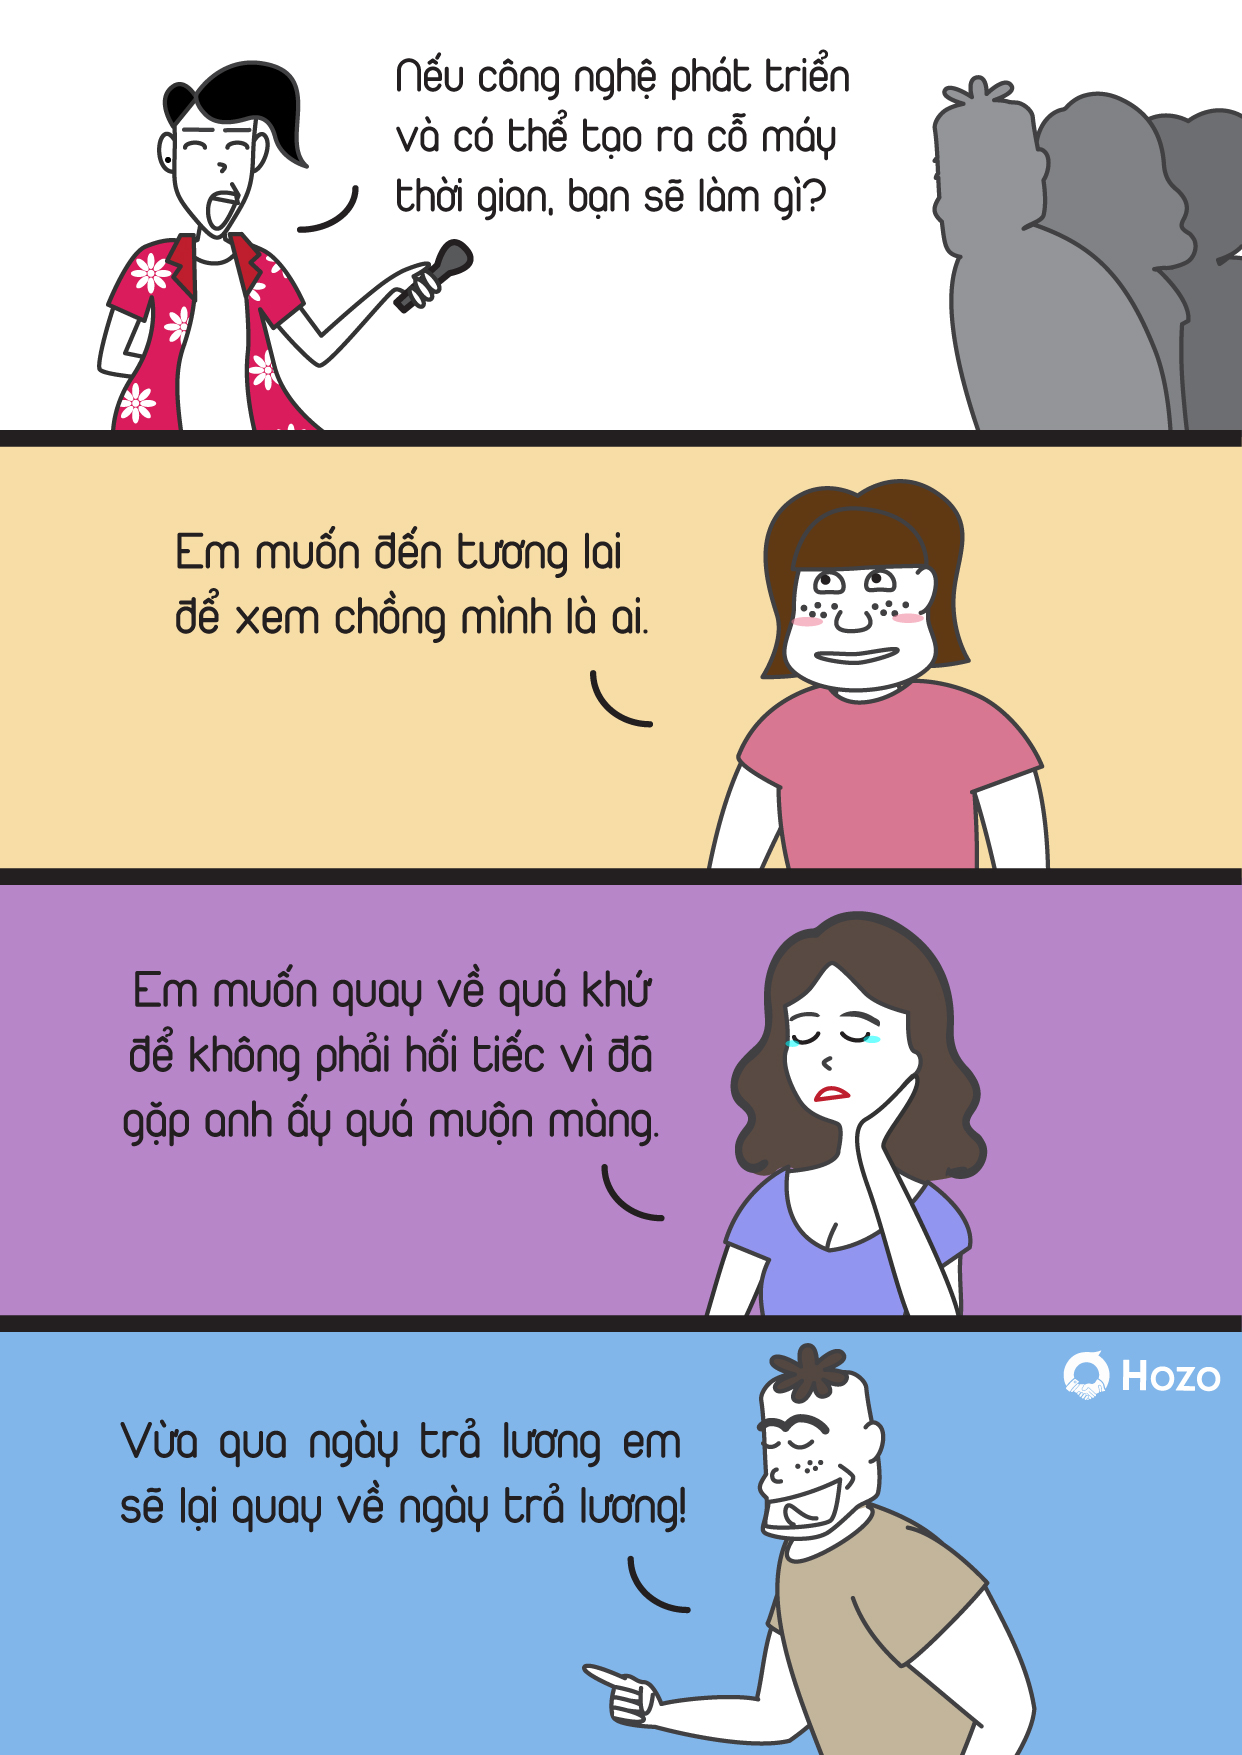 Nếu công nghệ phát triển
và có thể tạo ra cỗ máy
thời gian, bạn sẽ làm gì?
Em muốn đến tương lai
để xem chồng mình là ai.
Em muốn quay về quá khứ
để không phải hối tiếc vì đã
gặp anh ấy quá muộn màng.
Hozo
Vừa qua ngày trả lương em
sẽ lại quay về ngày trả lương!